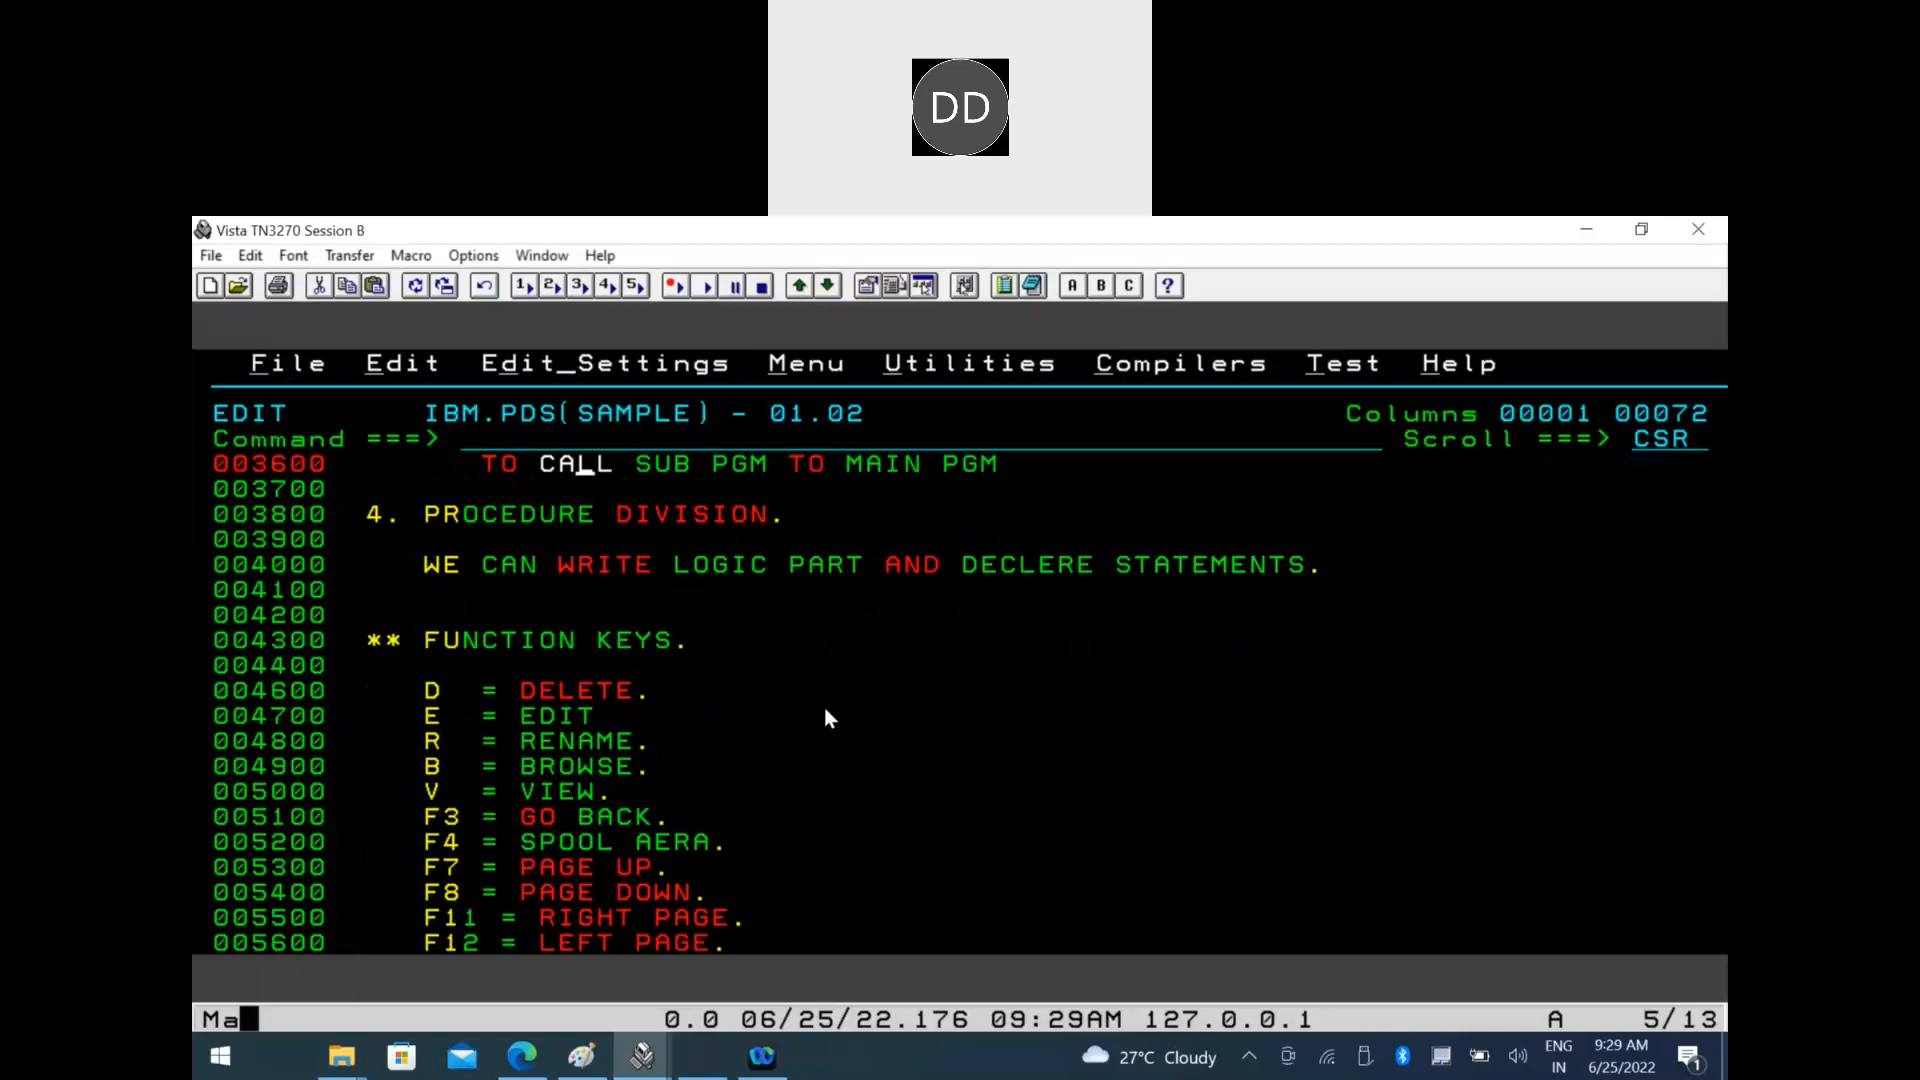 DD
Vista TN3270 Session B
File Edit Font Transfer Macro Options Window Help
1 2 3 4 5 A B C ?
File Edit Edit_Settings Menu Utilities Compilers Test Help
EDIT IBM.PDS(SAMPLE) - 01.02 Columns 00001 00072
Command ===> Scroll ===> CSR
003600 TO CALL SUB PGM TO MAIN PGM
003700
003800 4. PROCEDURE DIVISION.
003900
004000 WE CAN WRITE LOGIC PART AND DECLERE STATEMENTS.
004100
004200
004300 ** FUNCTION KEYS.
004400
004600 D = DELETE.
004700 E = EDIT
004800 R = RENAME.
004900 B = BROWSE.
005000 V = VIEW.
005100 F3 = GO BACK.
005200 F4 = SPOOL AERA.
005300 F7 = PAGE UP.
005400 F8 = PAGE DOWN.
005500 F11 = RIGHT PAGE.
005600 F12 = LEFT PAGE.
Ma 0.0 06/25/22.176 09:29AM 127.0.0.1 A 5/13
27°C Cloudy ENG 9:29 AM
IN 6/25/2022 1